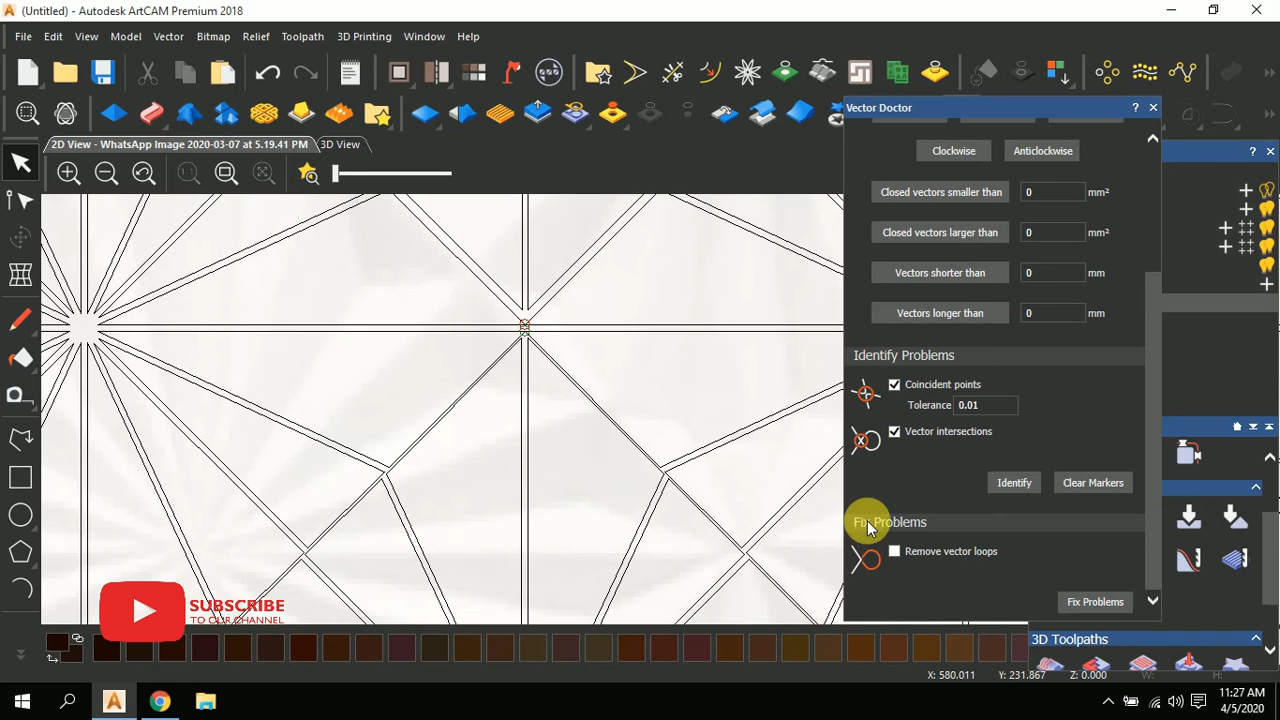 (Untitled) - Autodesk ArtCAM Premium 2018
File Edit View Model Vector Bitmap Relief Toolpath 3D Printing Window Help
Vector Doctor
2D View - WhatsApp Image 2020-03-07 at 5.19.41 PM 3D View
Clockwise Anticlockwise
Closed vectors smaller than 0 mm²
Closed vectors larger than 0 mm²
Vectors shorter than 0 mm
Vectors longer than 0 mm
Identify Problems
Coincident points
Tolerance 0.01
Vector intersections
Identify Clear Markers
Fix Problems
Remove vector loops
Fix Problems
SUBSCRIBE
TO OUR CHANNEL
3D Toolpaths
X: 580.011 Y: 231.867 Z: 0.000 W: H:
11:27 AM
4/5/2020